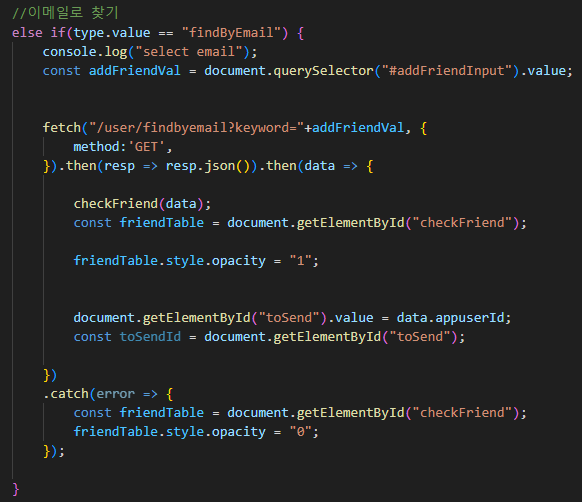 //이메일로 찾기
else if(type.value == "findByEmail") {
console.log("select email");
const addFriendVal = document.querySelector("#addFriendInput").value;
fetch("/user/findbyemail?keyword="+addFriendVal, {
method:'GET',
}).then(resp => resp.json()).then(data => {
checkFriend(data);
const friendTable = document.getElementById("checkFriend");
friendTable.style.opacity = "1";
document.getElementById("toSend").value = data.appuserId;
const toSendId = document.getElementById("toSend");
})
.catch(error => {
const friendTable = document.getElementById("checkFriend");
friendTable.style.opacity = "0";
});
}